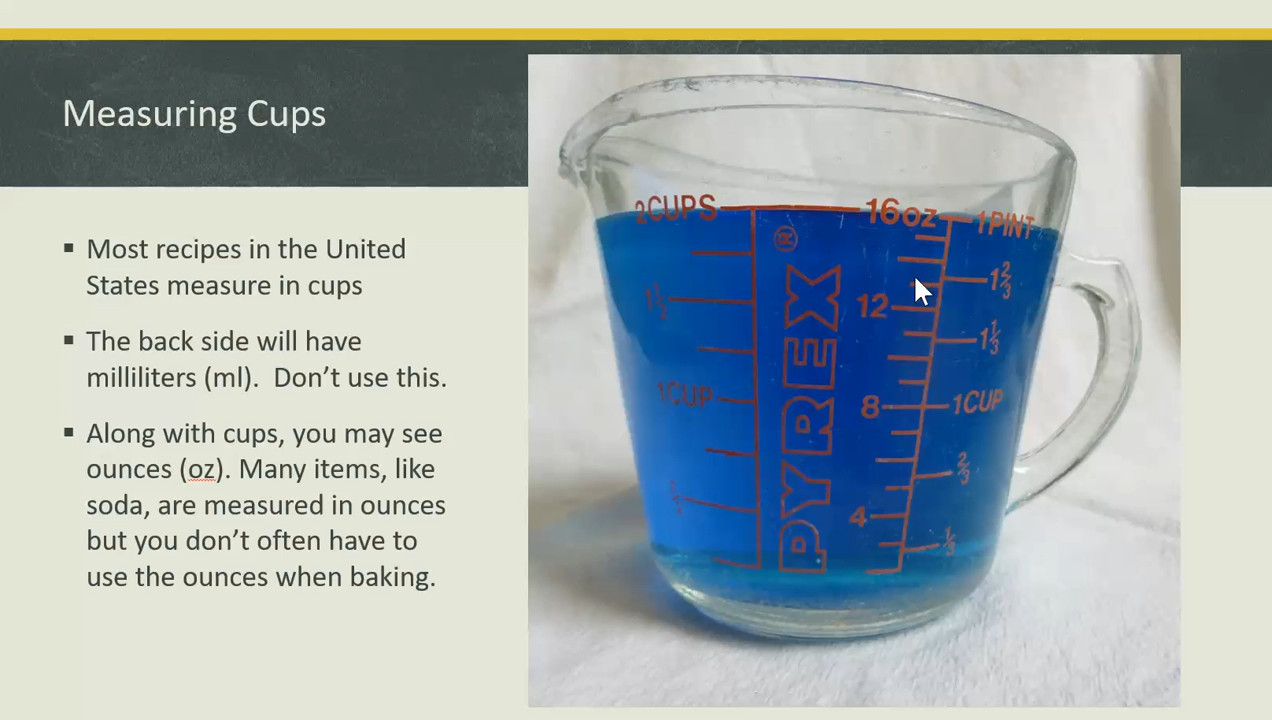 Measuring Cups
▪ Most recipes in the United
States measure in cups
▪ The back side will have
milliliters (ml).  Don’t use this.
▪ Along with cups, you may see
ounces (oz). Many items, like
soda, are measured in ounces
but you don’t often have to
use the ounces when baking.
2CUPS 16oz 1PINT
®
1⅔
1½ 12
1⅓
1CUP 8 1CUP
⅔
½ 4
⅓
PYREX